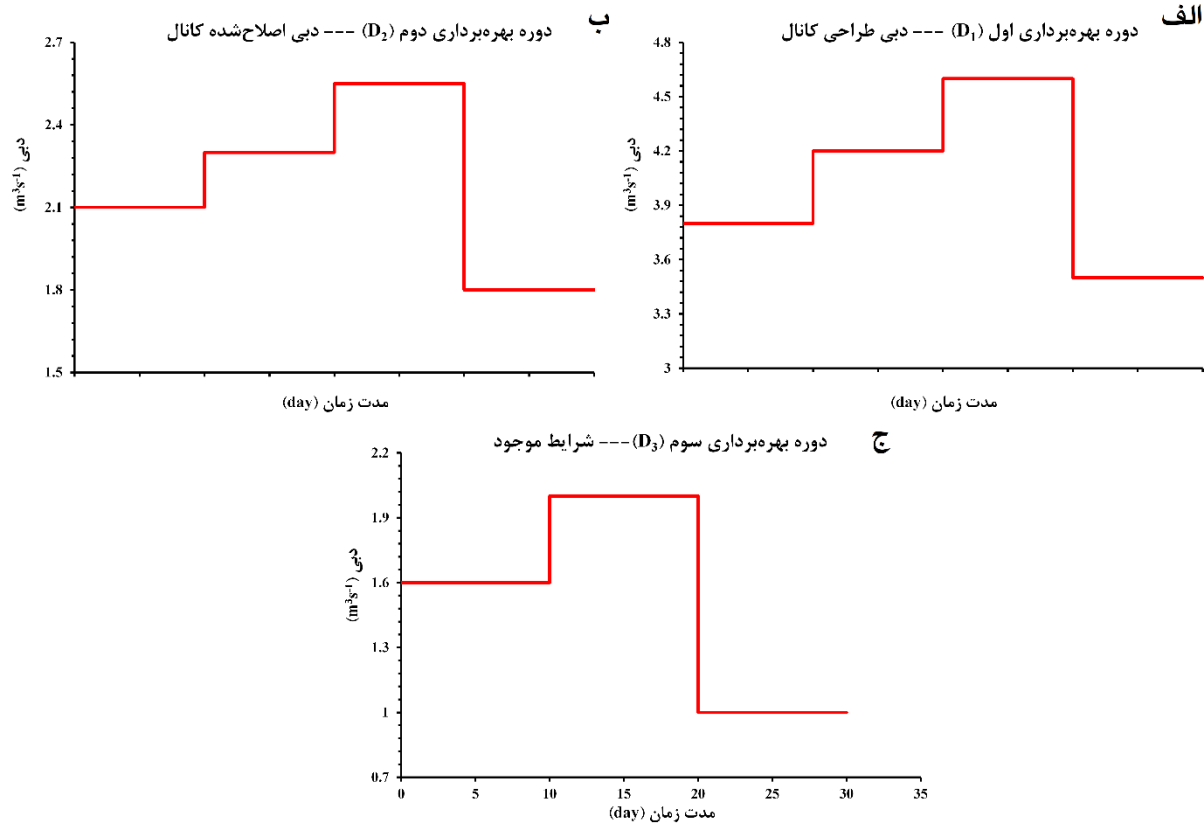 الف
دوره بهره‌برداری اول (D₁) --- دبی طراحی کانال
4.8
4.5
4.2
3.9
3.6
3.3
3
دبی (m³s⁻¹)
مدت زمان (day)
ب
دوره بهره‌برداری دوم (D₂) --- دبی اصلاح‌شده کانال
2.7
2.4
2.1
1.8
1.5
دبی (m³s⁻¹)
مدت زمان (day)
ج
دوره بهره‌برداری سوم (D₃) --- شرایط موجود
2.2
1.9
1.6
1.3
1
0.7
دبی (m³s⁻¹)
0 5 10 15 20 25 30 35
مدت زمان (day)